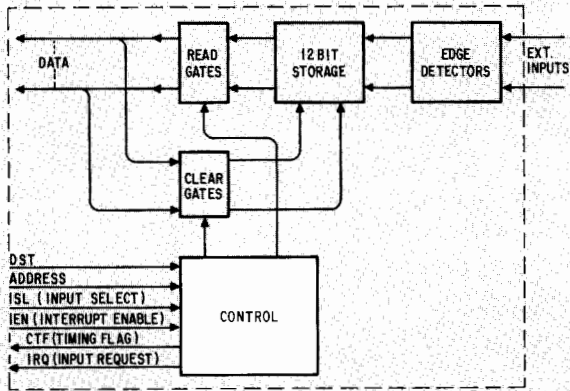 READ
GATES
12 BIT
STORAGE
EDGE
DETECTORS
EXT.
INPUTS
DATA
CLEAR
GATES
DST
ADDRESS
ISL (INPUT SELECT)
IEN (INTERRUPT ENABLE)
CTF (TIMING FLAG)
IRQ (INPUT REQUEST)
CONTROL